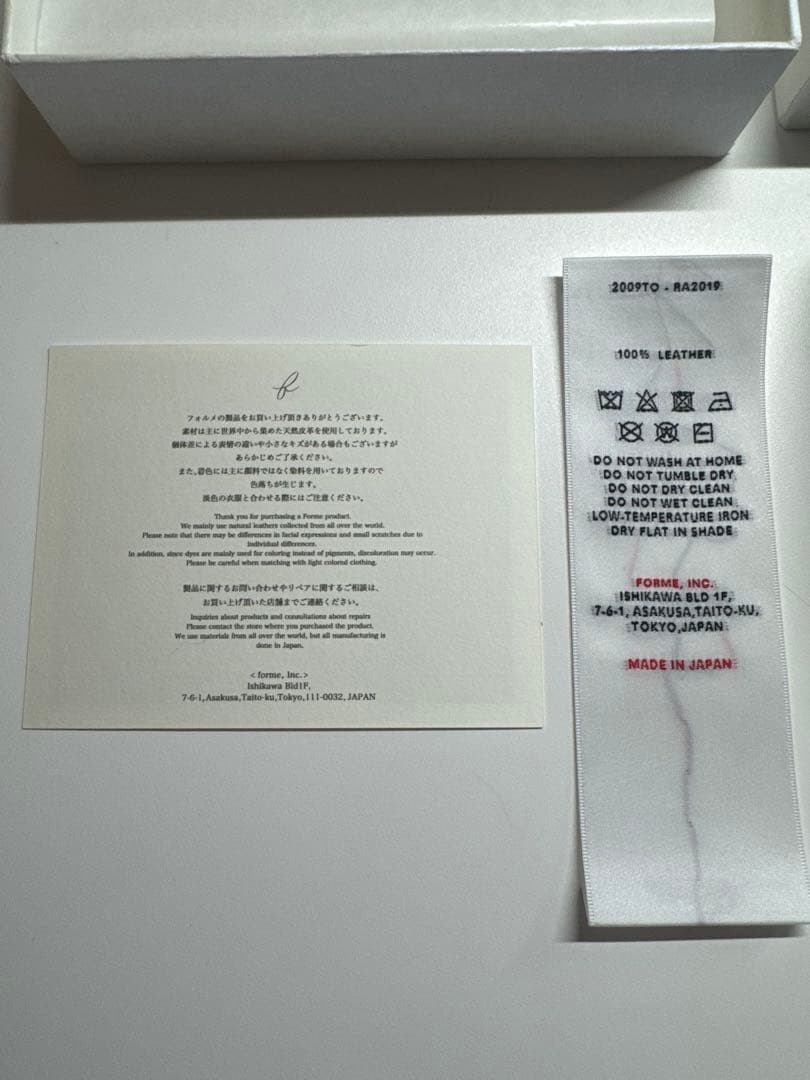 f
フォルメの製品をお買い上げ頂きありがとうございます。
素材は主に世界中から集めた天然皮革を使用しております。
個体差による表情の違いや小さなキズがある場合もございますが
あらかじめご了承ください。
また、着色には主に顔料ではなく染料を用いておりますので
色落ちが生じます。
淡色の衣服と合わせる際にはご注意ください。
Thank you for purchasing a Forme product.
We mainly use natural leathers collected from all over the world.
Please note that there may be differences in facial expressions and small scratches due to
individual differences.
In addition, since dyes are mainly used for coloring instead of pigments, discoloration may occur.
Please be careful when matching with light colored clothing.
製品に関するお問い合わせやリペアに関するご相談は、
お買い上げ頂いた店舗までご連絡ください。
Inquiries about products and consultations about repairs
Please contact the store where you purchased the product.
We use materials from all over the world, but all manufacturing is
done in Japan.
< forme, Inc.>
Ishikawa Bld1F,
7-6-1, Asakusa,Taito-ku,Tokyo,111-0032, JAPAN
2009TO - RA2019
100% LEATHER
DO NOT WASH AT HOME
DO NOT TUMBLE DRY
DO NOT DRY CLEAN
DO NOT WET CLEAN
LOW-TEMPERATURE IRON
DRY FLAT IN SHADE
FORME, INC.
ISHIKAWA BLD 1F,
7-6-1, ASAKUSA,TAITO-KU,
TOKYO,JAPAN
MADE IN JAPAN